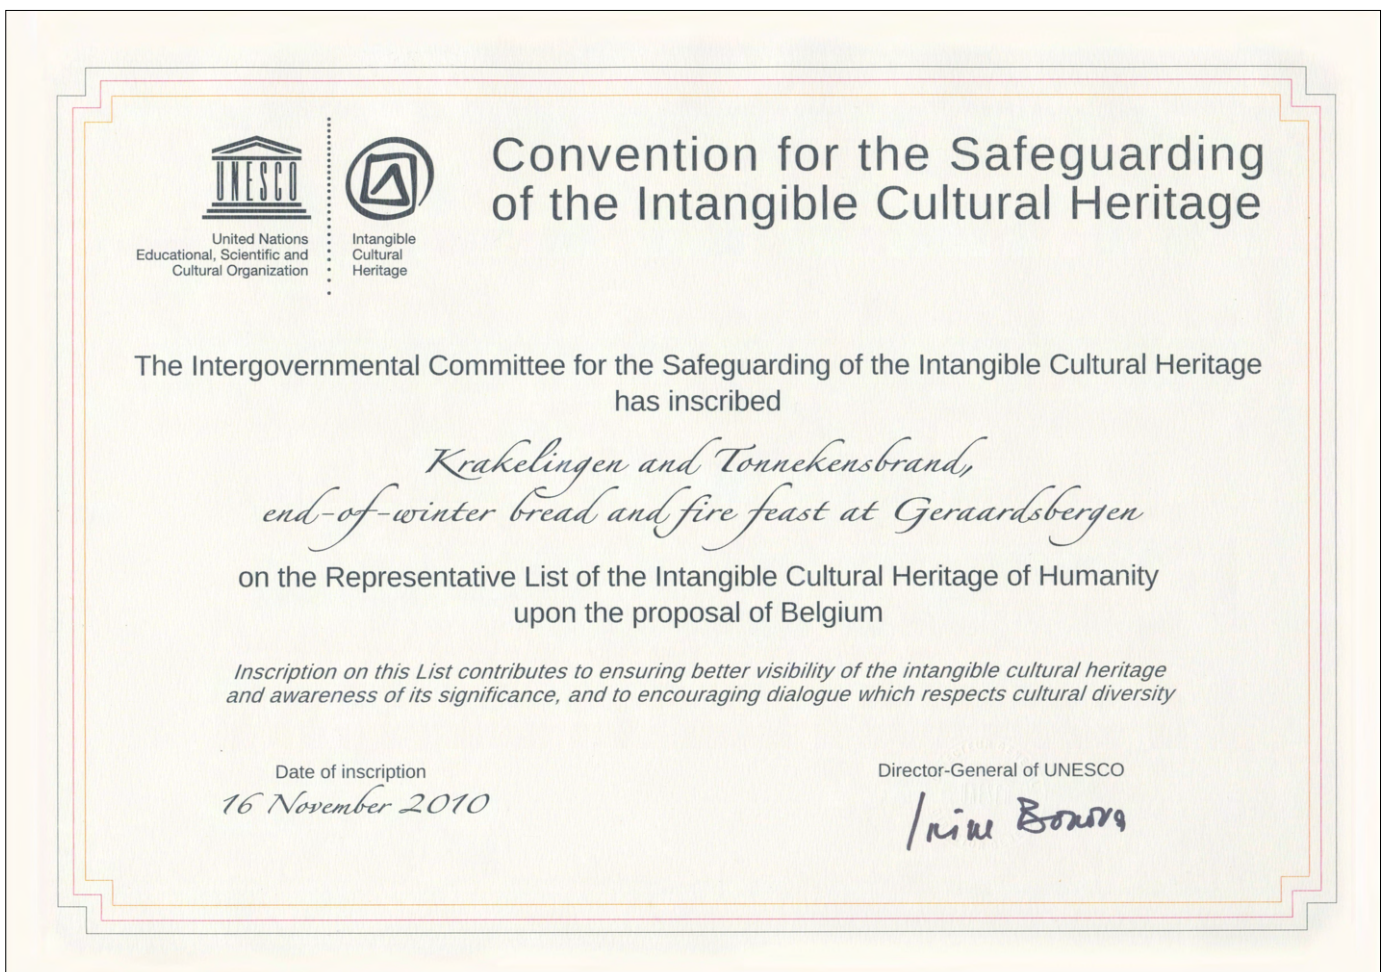 UNESCO
United Nations
Educational, Scientific and
Cultural Organization
Intangible
Cultural
Heritage
Convention for the Safeguarding
of the Intangible Cultural Heritage
The Intergovernmental Committee for the Safeguarding of the Intangible Cultural Heritage
has inscribed
Krakelingen and Tonnekensbrand,
end-of-winter bread and fire feast at Geraardsbergen
on the Representative List of the Intangible Cultural Heritage of Humanity
upon the proposal of Belgium
Inscription on this List contributes to ensuring better visibility of the intangible cultural heritage
and awareness of its significance, and to encouraging dialogue which respects cultural diversity
Date of inscription
16 November 2010
Director-General of UNESCO